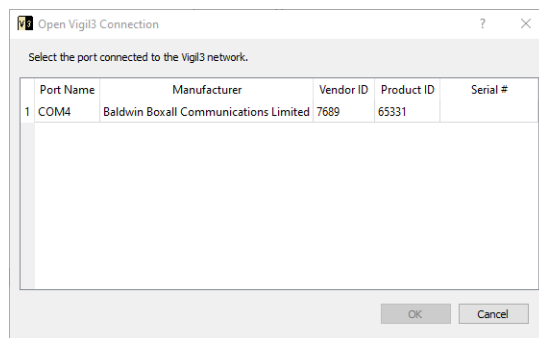 V3 Open Vigil3 Connection ? ×
Select the port connected to the Vigil3 network.
Port Name Manufacturer Vendor ID Product ID Serial #
1 COM4 Baldwin Boxall Communications Limited 7689 65331
OK Cancel